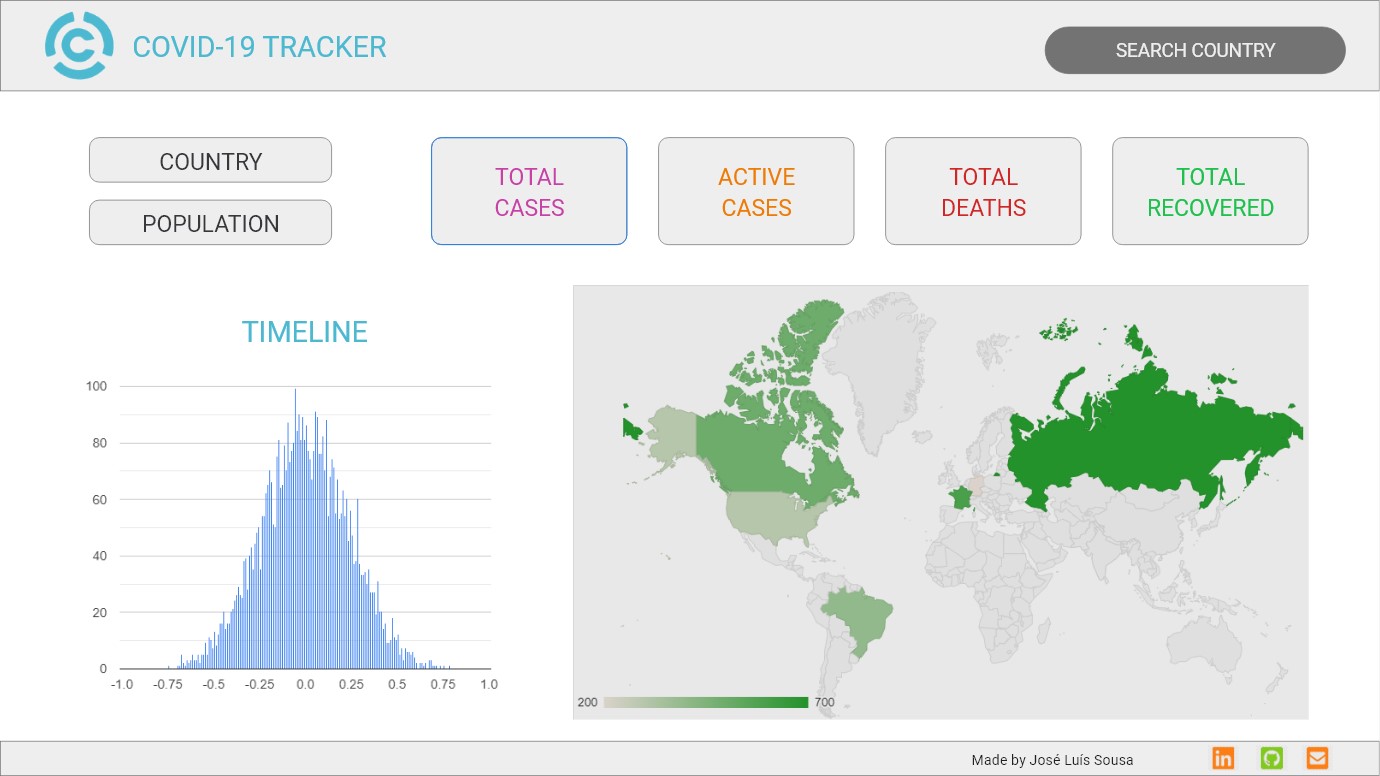 COVID-19 TRACKER
SEARCH COUNTRY
COUNTRY
POPULATION
TOTAL
CASES
ACTIVE
CASES
TOTAL
DEATHS
TOTAL
RECOVERED
TIMELINE
100
80
60
40
20
0
-1.0 -0.75 -0.5 -0.25 0.0 0.25 0.5 0.75 1.0
200 700
Made by José Luís Sousa
in